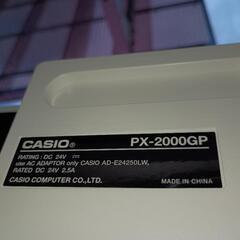 CASIO® PX-2000GP
RATING: DC 24V ⎓
use AC ADAPTOR only CASIO AD-E24250LW,
RATED DC 24V 2.5A
CASIO COMPUTER CO.,LTD. MADE IN CHINA